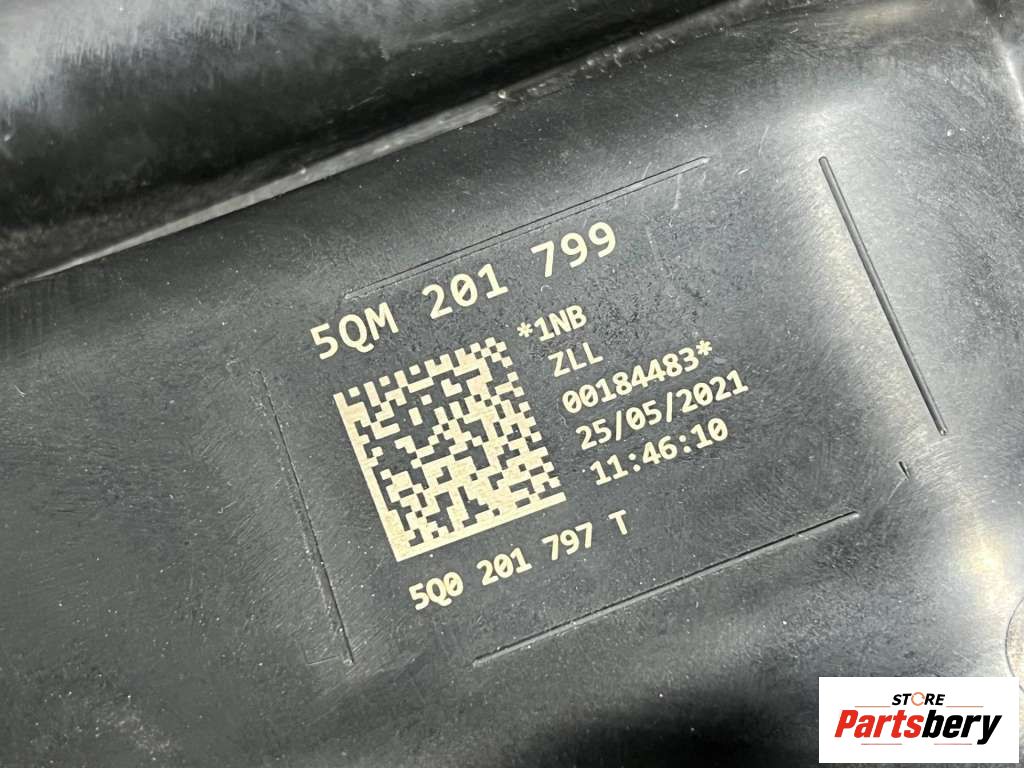 5QM 201 799
*1NB
ZLL
00184483*
25/05/2021
11:46:10
5Q0 201 797 T
STORE
Partsbery